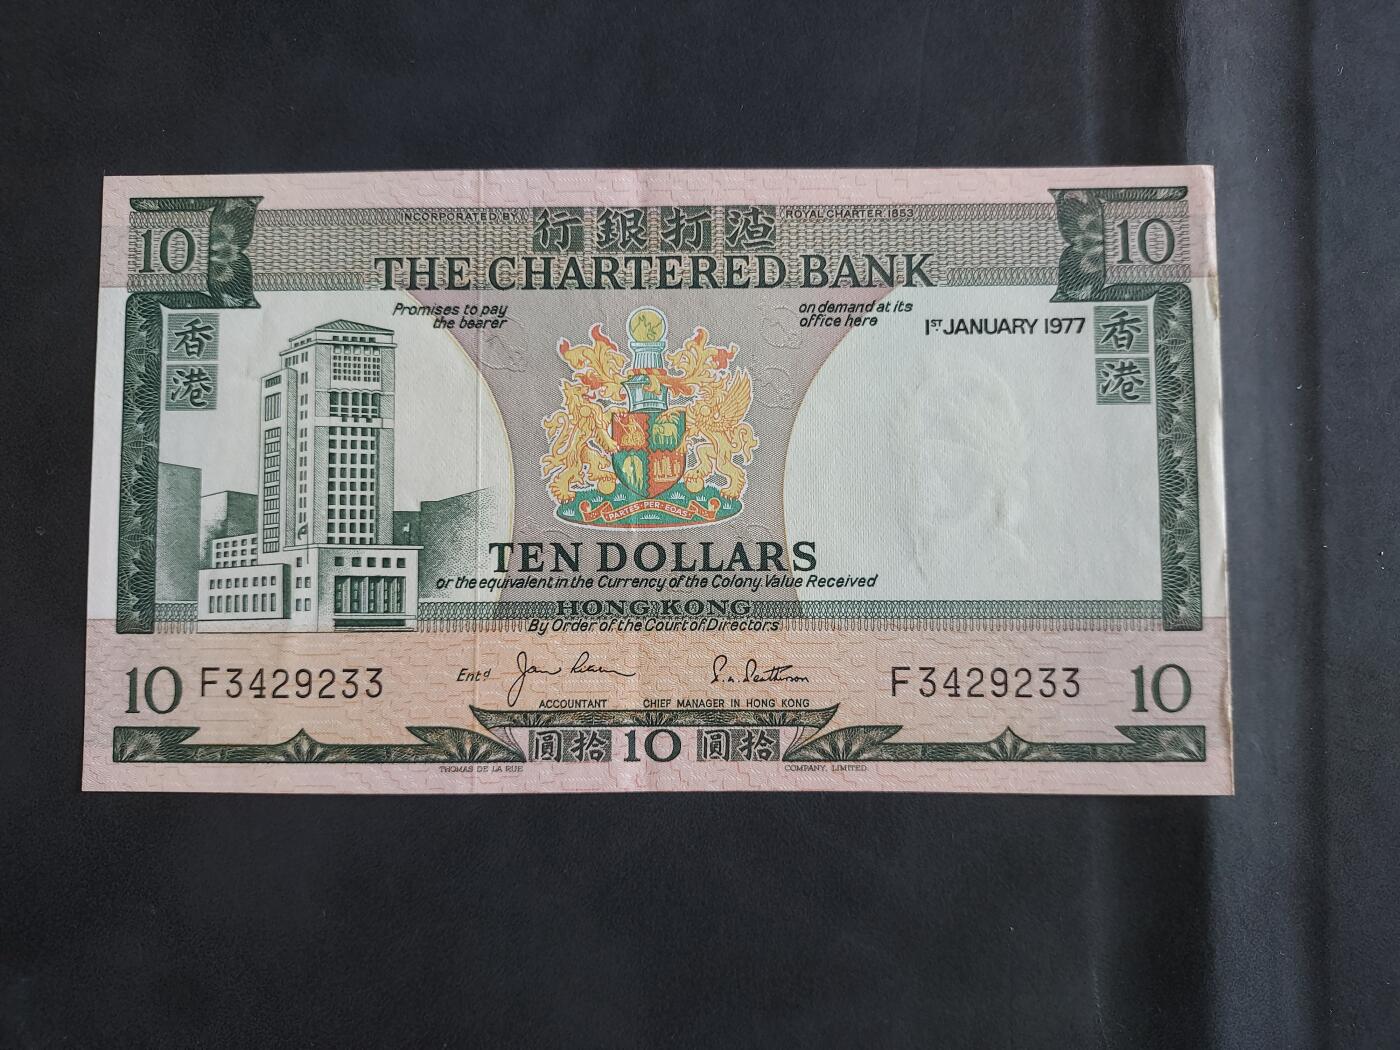 INCORPORATED BY 行銀打渣 ROYAL CHARTER 1853
10 10
THE CHARTERED BANK
Promises to pay the bearer
on demand at its office here
1ST JANUARY 1977
香港
香港
PARTES·PER·EOAS
TEN DOLLARS
or the equivalent in the Currency of the Colony. Value Received
HONG KONG
By Order of the Court of Directors
10 F3429233 Entd F3429233 10
ACCOUNTANT CHIEF MANAGER IN HONG KONG
圓拾 10 圓拾
THOMAS DE LA RUE COMPANY, LIMITED.